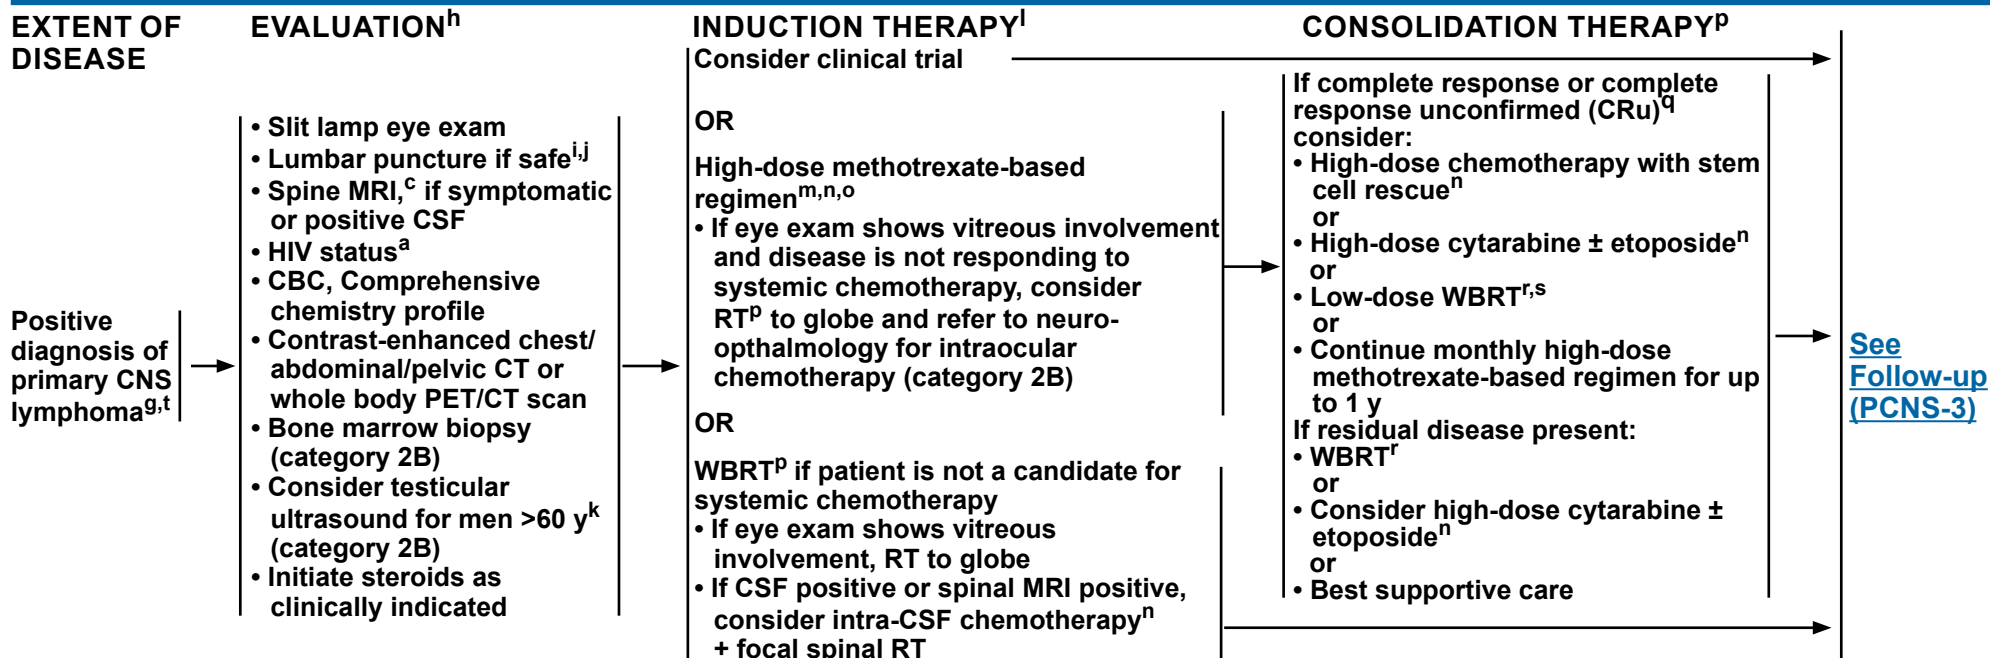 EXTENT OF
DISEASE
EVALUATIONh
• Slit lamp eye exam
• Lumbar puncture if safei,j
• Spine MRI,c if symptomatic
or positive CSF
• HIV statusa
• CBC, Comprehensive
chemistry profile
• Contrast-enhanced chest/
abdominal/pelvic CT or
whole body PET/CT scan
• Bone marrow biopsy
(category 2B)
• Consider testicular
ultrasound for men >60 yk
(category 2B)
• Initiate steroids as
clinically indicated
Positive
diagnosis of
primary CNS
lymphomag,t
INDUCTION THERAPYl
Consider clinical trial
OR
High-dose methotrexate-based
regimenm,n,o
• If eye exam shows vitreous involvement
and disease is not responding to
systemic chemotherapy, consider
RTp to globe and refer to neuro-
opthalmology for intraocular
chemotherapy (category 2B)
OR
WBRTp if patient is not a candidate for
systemic chemotherapy
• If eye exam shows vitreous
involvement, RT to globe
• If CSF positive or spinal MRI positive,
consider intra-CSF chemotherapyn
+ focal spinal RT
CONSOLIDATION THERAPYp
If complete response or complete
response unconfirmed (CRu)q
consider:
• High-dose chemotherapy with stem
cell rescuen
or
• High-dose cytarabine ± etoposiden
or
• Low-dose WBRTr,s
or
• Continue monthly high-dose
methotrexate-based regimen for up
to 1 y
If residual disease present:
• WBRTr
or
• Consider high-dose cytarabine ±
etoposiden
or
• Best supportive care
See
Follow-up
(PCNS-3)